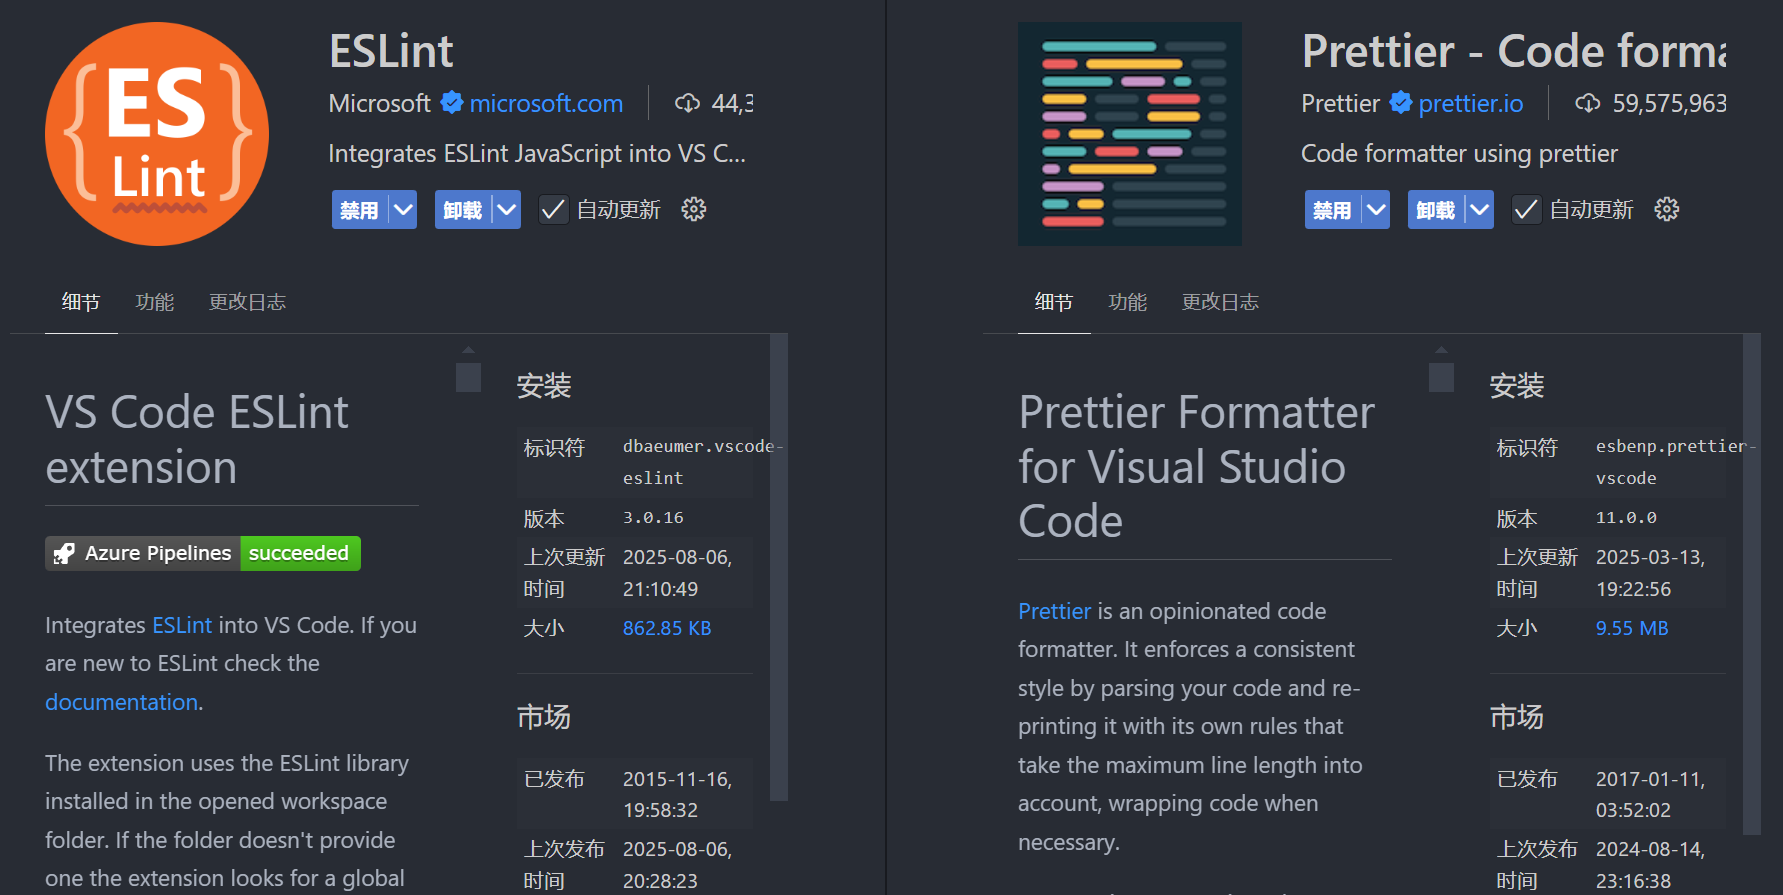 ES
Lint
ESLint
Microsoft microsoft.com 44,3
Integrates ESLint JavaScript into VS C...
禁用 卸载 自动更新
细节 功能 更改日志
VS Code ESLint
extension
Azure Pipelines succeeded
Integrates ESLint into VS Code. If you
are new to ESLint check the
documentation.
The extension uses the ESLint library
installed in the opened workspace
folder. If the folder doesn't provide
one the extension looks for a global
安装
标识符 dbaeumer.vscode-
eslint
版本 3.0.16
上次更新 2025-08-06,
时间 21:10:49
大小 862.85 KB
市场
已发布 2015-11-16,
19:58:32
上次发布 2025-08-06,
时间 20:28:23
Prettier - Code forma
Prettier prettier.io 59,575,963
Code formatter using prettier
禁用 卸载 自动更新
细节 功能 更改日志
Prettier Formatter
for Visual Studio
Code
Prettier is an opinionated code
formatter. It enforces a consistent
style by parsing your code and re-
printing it with its own rules that
take the maximum line length into
account, wrapping code when
necessary.
安装
标识符 esbenp.prettier-
vscode
版本 11.0.0
上次更新 2025-03-13,
时间 19:22:56
大小 9.55 MB
市场
已发布 2017-01-11,
03:52:02
上次发布 2024-08-14,
时间 23:16:38